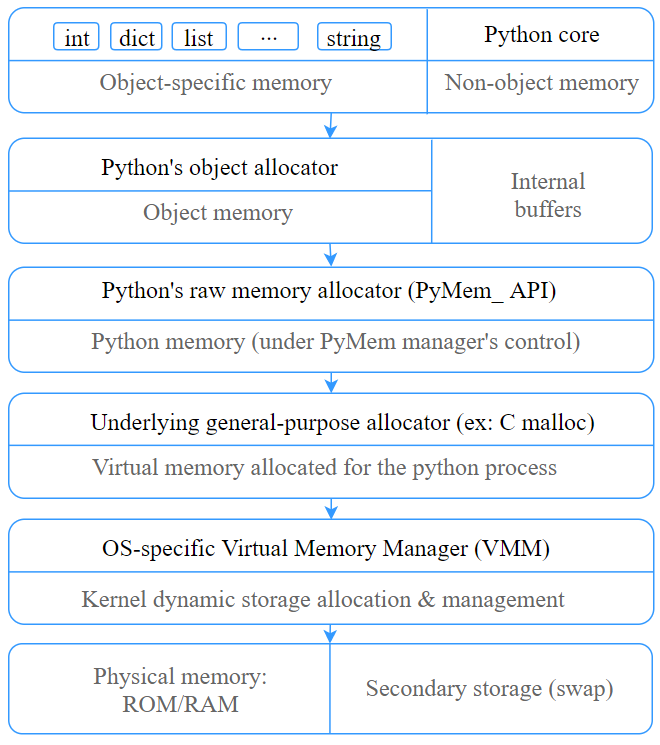 int dict list ... string Python core
Object-specific memory Non-object memory
Python's object allocator
Object memory
Internal
buffers
Python's raw memory allocator (PyMem_ API)
Python memory (under PyMem manager's control)
Underlying general-purpose allocator (ex: C malloc)
Virtual memory allocated for the python process
OS-specific Virtual Memory Manager (VMM)
Kernel dynamic storage allocation & management
Physical memory:
ROM/RAM
Secondary storage (swap)